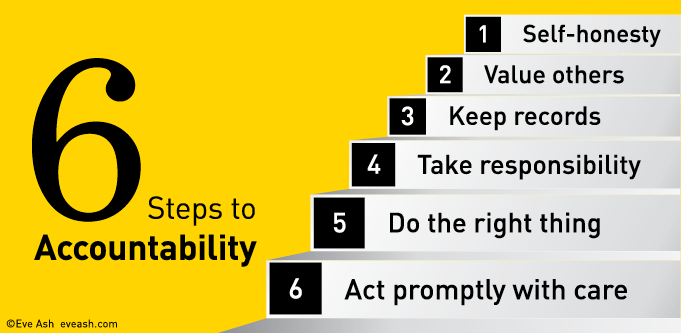 6
Steps to
Accountability
1 Self-honesty
2 Value others
3 Keep records
4 Take responsibility
5 Do the right thing
6 Act promptly with care
©Eve Ash eveash.com